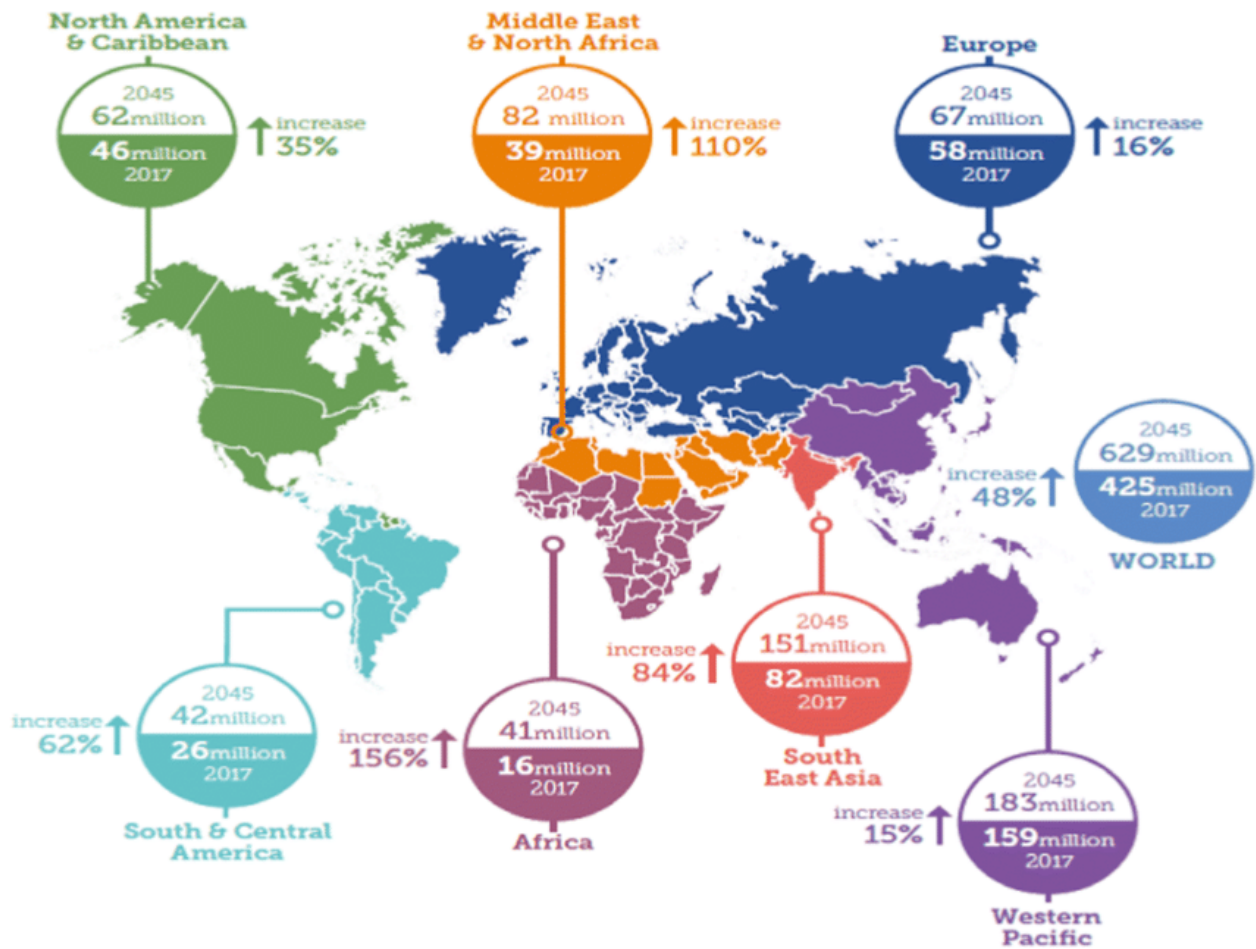 North America
& Caribbean
2045
62million
46million
2017
increase
35%
Middle East
& North Africa
2045
82 million
39million
2017
increase
110%
Europe
2045
67million
58million
2017
increase
16%
2045
629million
425million
2017
WORLD
increase
48%
2045
151million
82million
2017
South
East Asia
increase
84%
increase
62%
2045
42million
26million
2017
South & Central
America
increase
156%
2045
41million
16million
2017
Africa
increase
15%
2045
183million
159million
2017
Western
Pacific